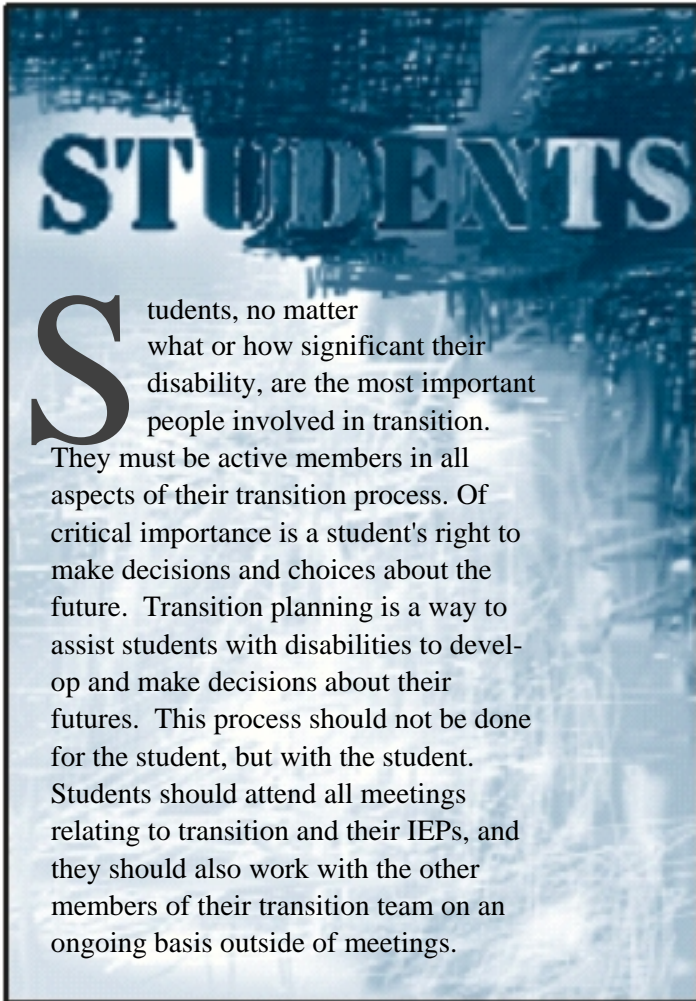 STUDENTS
Students, no matter
what or how significant their
disability, are the most important
people involved in transition.
They must be active members in all
aspects of their transition process. Of
critical importance is a student's right to
make decisions and choices about the
future.  Transition planning is a way to
assist students with disabilities to devel-
op and make decisions about their
futures.  This process should not be done
for the student, but with the student.
Students should attend all meetings
relating to transition and their IEPs, and
they should also work with the other
members of their transition team on an
ongoing basis outside of meetings.